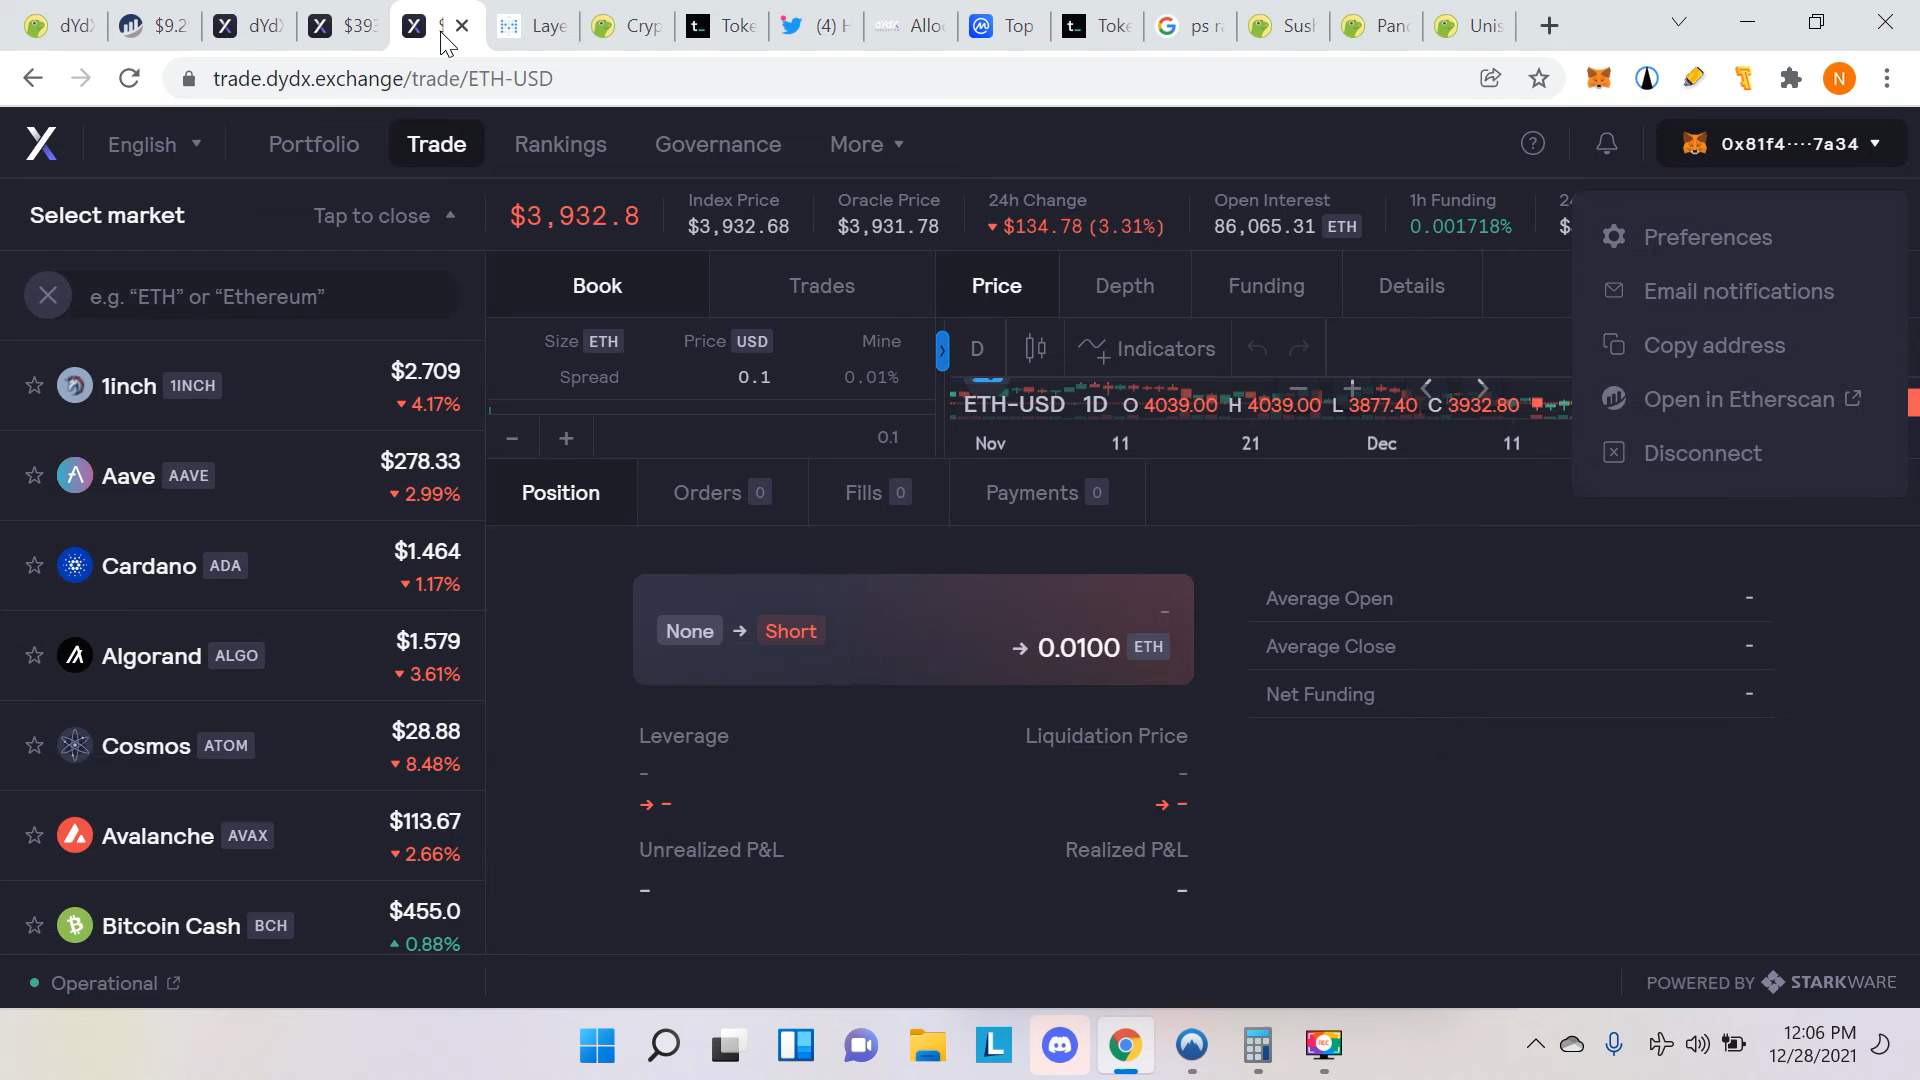 dYd
$9.2
dYd
$393
Laye
Cryp
Toke
(4) H
Allo
Top
Toke
ps ra
Sush
Panc
Unis
trade.dydx.exchange/trade/ETH-USD
N
English
Portfolio
Trade
Rankings
Governance
More
0x81f4····7a34
Select market
Tap to close
$3,932.8
Index Price
$3,932.68
Oracle Price
$3,931.78
24h Change
$134.78 (3.31%)
Open Interest
86,065.31 ETH
1h Funding
0.001718%
Preferences
Email notifications
Copy address
Open in Etherscan
Disconnect
e.g. “ETH” or “Ethereum”
Book
Trades
Price
Depth
Funding
Details
Size ETH
Price USD
Mine
Spread
0.1
0.01%
D
Indicators
ETH-USD 1D O 4039.00 H 4039.00 L 3877.40 C 3932.80
0.1
Nov
11
21
Dec
11
1inch 1INCH
$2.709
4.17%
Aave AAVE
$278.33
2.99%
Cardano ADA
$1.464
1.17%
Algorand ALGO
$1.579
3.61%
Cosmos ATOM
$28.88
8.48%
Avalanche AVAX
$113.67
2.66%
Bitcoin Cash BCH
$455.0
0.88%
Position
Orders 0
Fills 0
Payments 0
None → Short
–
→ 0.0100 ETH
Average Open -
Average Close -
Net Funding -
Leverage
–
→ –
Liquidation Price
–
→ –
Unrealized P&L
–
Realized P&L
–
Operational
POWERED BY STARKWARE
L
REC
12:06 PM
12/28/2021